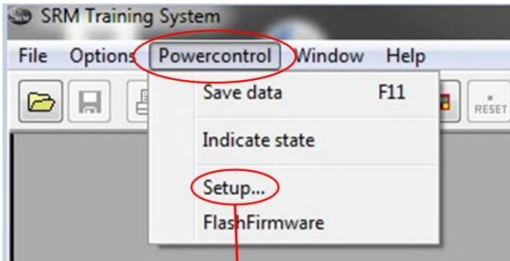 SRM Training System
File Options Powercontrol Window Help
Save data F11
RESET
Indicate state
Setup...
FlashFirmware